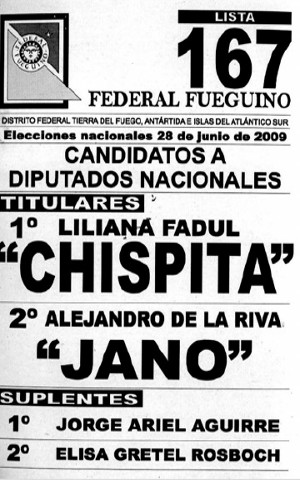 LISTA
167
FEDERAL FUEGUINO
DISTRITO FEDERAL TIERRA DEL FUEGO, ANTÁRTIDA E ISLAS DEL ATLÁNTICO SUR
Elecciones nacionales 28 de junio de 2009
CANDIDATOS A
DIPUTADOS NACIONALES
TITULARES
1º LILIANA FADUL
“CHISPITA”
2º ALEJANDRO DE LA RIVA
“JANO”
SUPLENTES
1º JORGE ARIEL AGUIRRE
2º ELISA GRETEL ROSBOCH